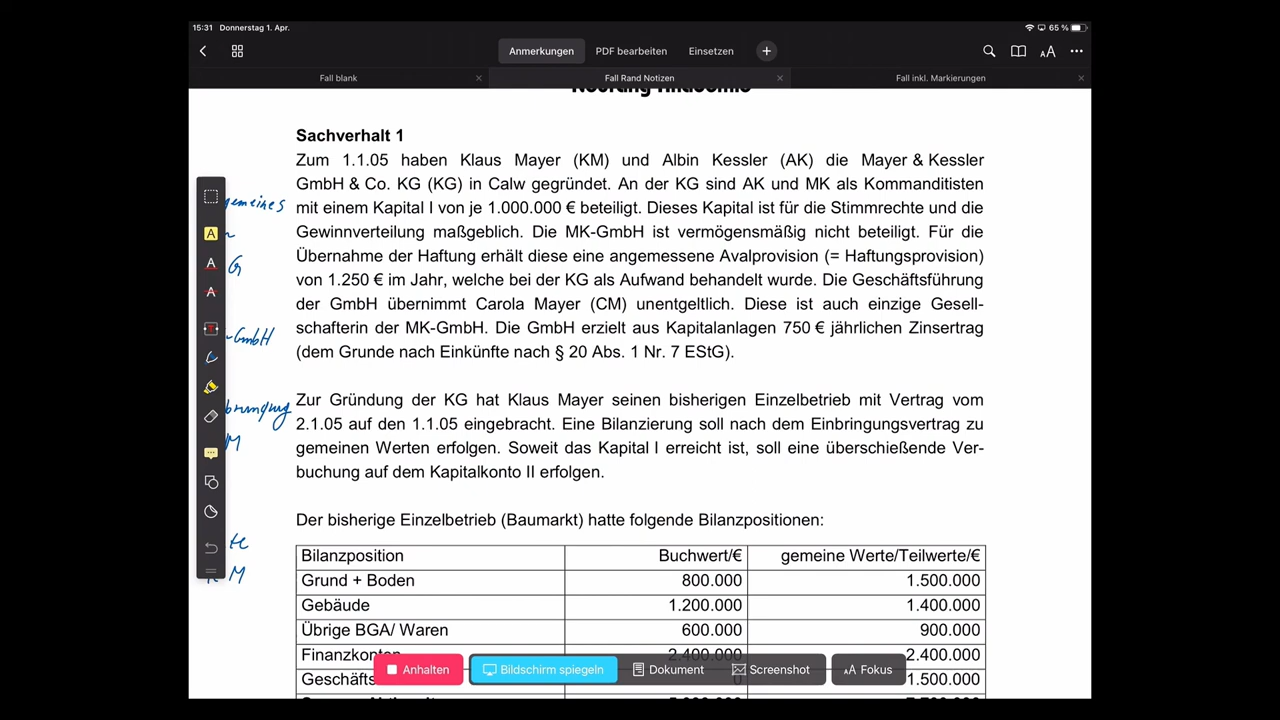 15:31 Donnerstag 1. Apr.
65 %
Anmerkungen PDF bearbeiten Einsetzen
AA
Fall blank
Fall Rand Notizen
Fall inkl. Markierungen
Sachverhalt 1
Zum 1.1.05 haben Klaus Mayer (KM) und Albin Kessler (AK) die Mayer & Kessler
GmbH & Co. KG (KG) in Calw gegründet. An der KG sind AK und MK als Kommanditisten
mit einem Kapital I von je 1.000.000 € beteiligt. Dieses Kapital ist für die Stimmrechte und die
Gewinnverteilung maßgeblich. Die MK-GmbH ist vermögensmäßig nicht beteiligt. Für die
Übernahme der Haftung erhält diese eine angemessene Avalprovision (= Haftungsprovision)
von 1.250 € im Jahr, welche bei der KG als Aufwand behandelt wurde. Die Geschäftsführung
der GmbH übernimmt Carola Mayer (CM) unentgeltlich. Diese ist auch einzige Gesell-
schafterin der MK-GmbH. Die GmbH erzielt aus Kapitalanlagen 750 € jährlichen Zinsertrag
(dem Grunde nach Einkünfte nach § 20 Abs. 1 Nr. 7 EStG).
gemeines
G
-GmbH
Zur Gründung der KG hat Klaus Mayer seinen bisherigen Einzelbetrieb mit Vertrag vom
2.1.05 auf den 1.1.05 eingebracht. Eine Bilanzierung soll nach dem Einbringungsvertrag zu
gemeinen Werten erfolgen. Soweit das Kapital I erreicht ist, soll eine überschießende Ver-
buchung auf dem Kapitalkonto II erfolgen.
M
Der bisherige Einzelbetrieb (Baumarkt) hatte folgende Bilanzpositionen:
te
M
Bilanzposition Buchwert/€ gemeine Werte/Teilwerte/€
Grund + Boden 800.000 1.500.000
Gebäude 1.200.000 1.400.000
Übrige BGA/ Waren 600.000 900.000
Finanzkonten 2.400.000 2.400.000
Geschäfts 0 1.500.000
Anhalten Bildschirm spiegeln Dokument Screenshot AA Fokus